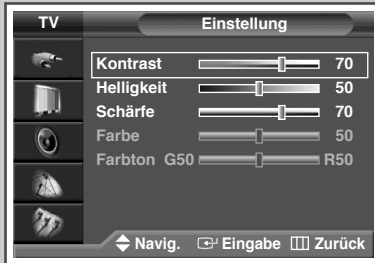 TV Einstellung
Kontrast 70
Helligkeit 50
Schärfe 70
Farbe 50
Farbton G50 R50
Navig. Eingabe Zurück